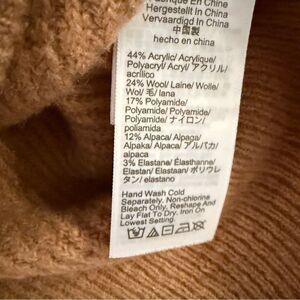 Fabriqué En Chine
Hergestellt In China
Vervaardigd In China
中国製
hecho en china
44% Acrylic/ Acrylique/
Polyacryl/ Acryl/ アクリル/
acrílico
24% Wool/ Laine/ Wolle/
Wol/ 毛/ lana
17% Polyamide/
Polyamide/ Polyamide/
Polyamide/ ナイロン/
poliamida
12% Alpaca/ Alpaga/
Alpaka/ Alpaca/ アルパカ/
alpaca
3% Elastane/ Élasthanne/
Elastan/ Elastaan/ ポリウレ
タン/ elastano
Hand Wash Cold
Separately, Non-chlorine
Bleach Only, Reshape And
Lay Flat To Dry, Iron On
Lowest Setting.